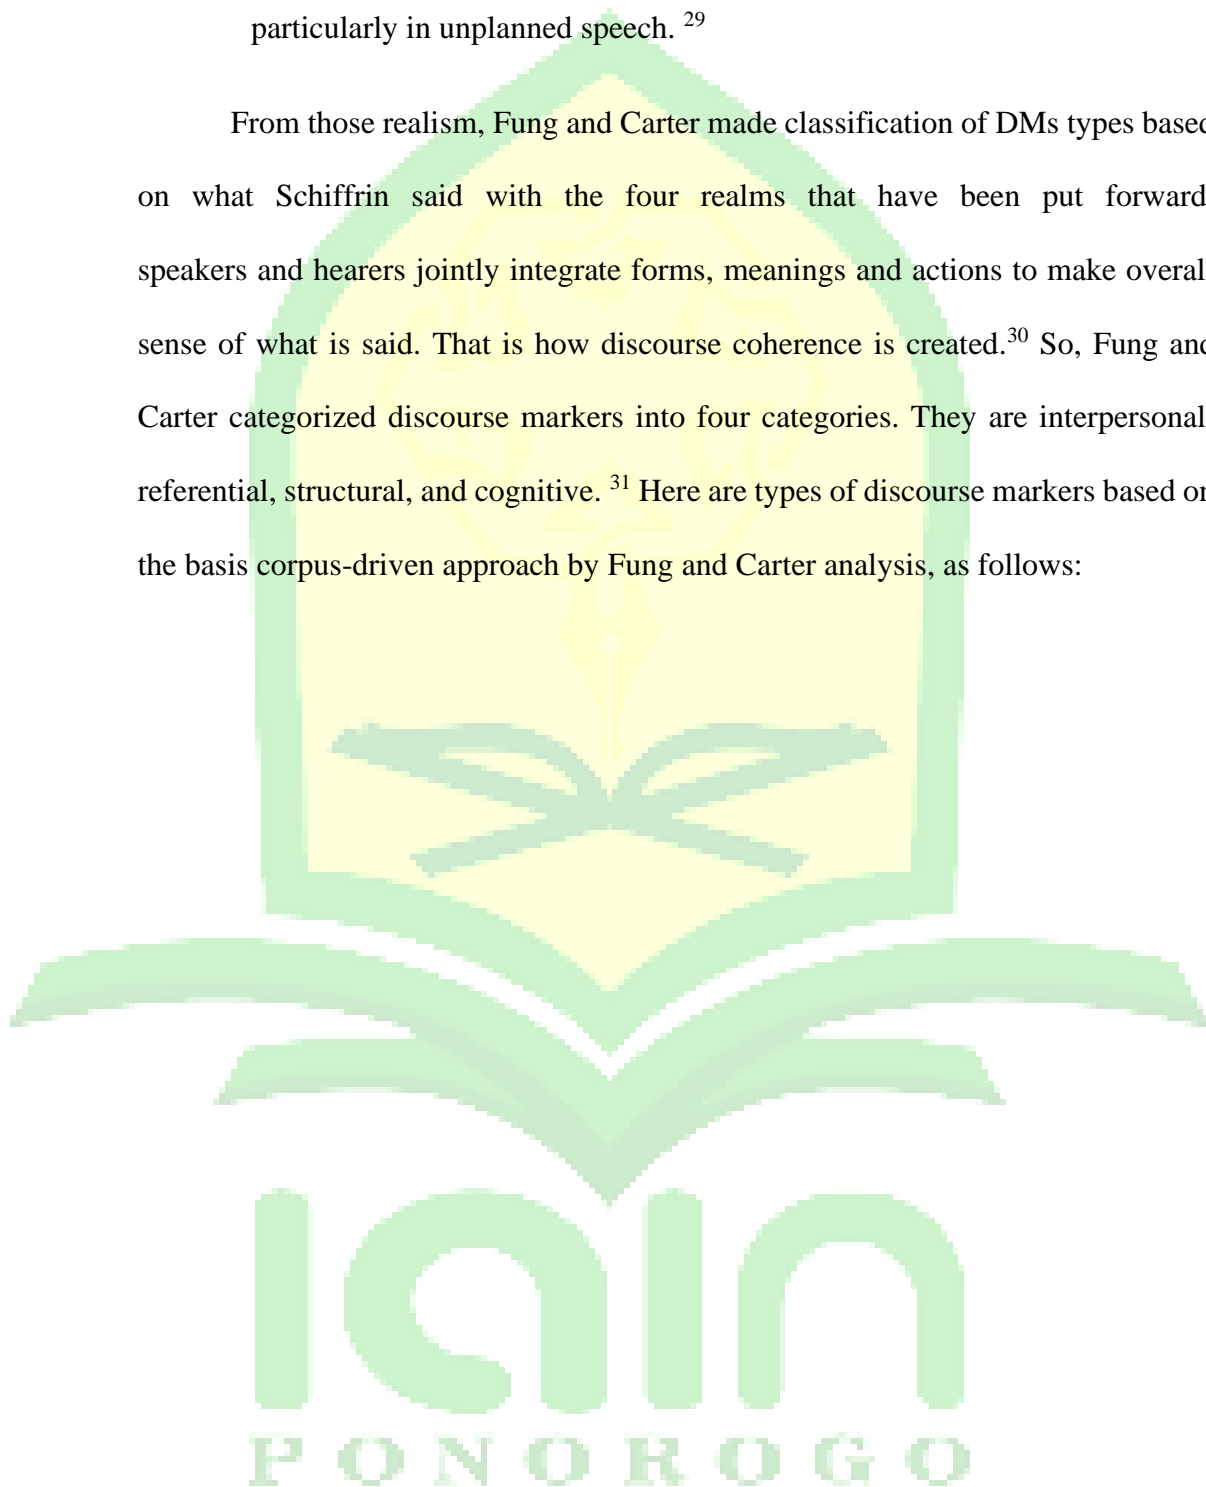 particularly in unplanned speech. 29
From those realism, Fung and Carter made classification of DMs types based
on what Schiffrin said with the four realms that have been put forward
speakers and hearers jointly integrate forms, meanings and actions to make overal
sense of what is said. That is how discourse coherence is created.30 So, Fung and
Carter categorized discourse markers into four categories. They are interpersonal
referential, structural, and cognitive. 31 Here are types of discourse markers based on
the basis corpus-driven approach by Fung and Carter analysis, as follows:
iain
PONOROGO